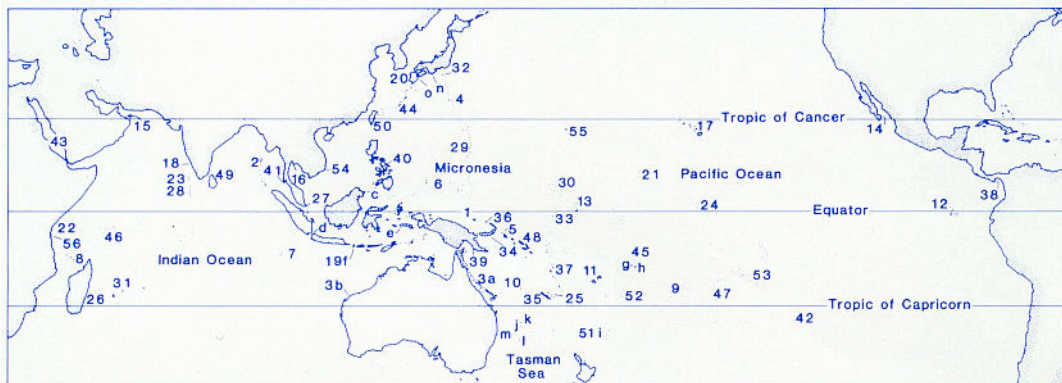 20 32
o n
44 4
50 Tropic of Cancer
15 55 17 14
43
18 2 41 16 54 40 29 Micronesia
23 49 6 30 21 Pacific Ocean
28 27 c 13 38
1 36 33 24 Equator 12
22 46 d e 5 48
56 34 45
8 Indian Ocean 7 19f 39 37 11 g h 53
31 3b 3a 10 9
26 35 25 52 47 Tropic of Capricorn
k 42
m j l 51 i
Tasman
Sea